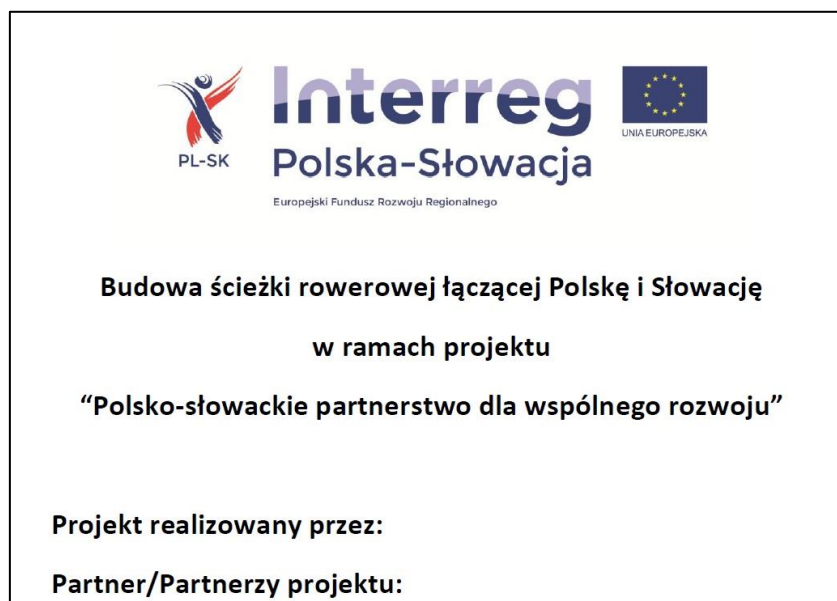 PL-SK
Interreg
Polska-Słowacja
Europejski Fundusz Rozwoju Regionalnego
UNIA EUROPEJSKA
Budowa ścieżki rowerowej łączącej Polskę i Słowację
w ramach projektu
“Polsko-słowackie partnerstwo dla wspólnego rozwoju”
Projekt realizowany przez:
Partner/Partnerzy projektu: